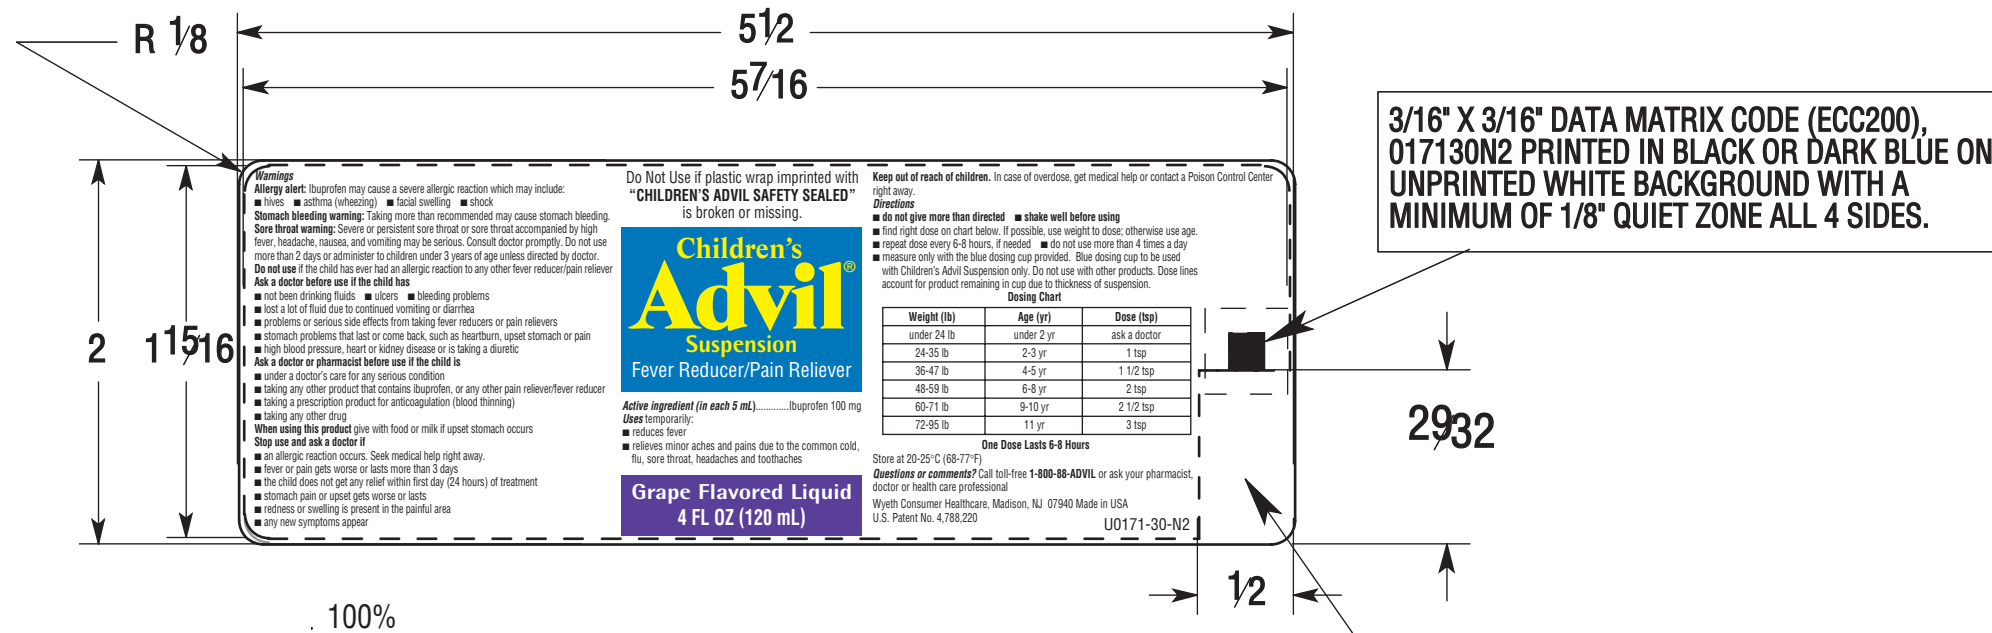 R 1/8
5 1/2
5 7/16
3/16" X 3/16" DATA MATRIX CODE (ECC200),
017130N2 PRINTED IN BLACK OR DARK BLUE ON
UNPRINTED WHITE BACKGROUND WITH A
MINIMUM OF 1/8" QUIET ZONE ALL 4 SIDES.
2
1 15/16
Warnings
Allergy alert: Ibuprofen may cause a severe allergic reaction which may include:
■ hives ■ asthma (wheezing) ■ facial swelling ■ shock
Stomach bleeding warning: Taking more than recommended may cause stomach bleeding.
Sore throat warning: Severe or persistent sore throat or sore throat accompanied by high
fever, headache, nausea, and vomiting may be serious. Consult doctor promptly. Do not use
more than 2 days or administer to children under 3 years of age unless directed by doctor.
Do not use if the child has ever had an allergic reaction to any other fever reducer/pain reliever
Ask a doctor before use if the child has
■ not been drinking fluids ■ ulcers ■ bleeding problems
■ lost a lot of fluid due to continued vomiting or diarrhea
■ problems or serious side effects from taking fever reducers or pain relievers
■ stomach problems that last or come back, such as heartburn, upset stomach or pain
■ high blood pressure, heart or kidney disease or is taking a diuretic
Ask a doctor or pharmacist before use if the child is
■ under a doctor's care for any serious condition
■ taking any other product that contains ibuprofen, or any other pain reliever/fever reducer
■ taking a prescription product for anticoagulation (blood thinning)
■ taking any other drug
When using this product give with food or milk if upset stomach occurs
Stop use and ask a doctor if
■ an allergic reaction occurs. Seek medical help right away.
■ fever or pain gets worse or lasts more than 3 days
■ the child does not get any relief within first day (24 hours) of treatment
■ stomach pain or upset gets worse or lasts
■ redness or swelling is present in the painful area
■ any new symptoms appear
Do Not Use if plastic wrap imprinted with
“CHILDREN’S ADVIL SAFETY SEALED”
is broken or missing.
Children’s
Advil®
Suspension
Fever Reducer/Pain Reliever
Active ingredient (in each 5 mL).............Ibuprofen 100 mg
Uses temporarily:
■ reduces fever
■ relieves minor aches and pains due to the common cold,
flu, sore throat, headaches and toothaches
Grape Flavored Liquid
4 FL OZ (120 mL)
Keep out of reach of children. In case of overdose, get medical help or contact a Poison Control Center
right away.
Directions
■ do not give more than directed ■ shake well before using
■ find right dose on chart below. If possible, use weight to dose; otherwise use age.
■ repeat dose every 6-8 hours, if needed ■ do not use more than 4 times a day
■ measure only with the blue dosing cup provided. Blue dosing cup to be used
with Children's Advil Suspension only. Do not use with other products. Dose lines
account for product remaining in cup due to thickness of suspension.
Dosing Chart
Weight (lb) Age (yr) Dose (tsp)
under 24 lb under 2 yr ask a doctor
24-35 lb 2-3 yr 1 tsp
36-47 lb 4-5 yr 1 1/2 tsp
48-59 lb 6-8 yr 2 tsp
60-71 lb 9-10 yr 2 1/2 tsp
72-95 lb 11 yr 3 tsp
One Dose Lasts 6-8 Hours
Store at 20-25°C (68-77°F)
Questions or comments? Call toll-free 1-800-88-ADVIL or ask your pharmacist,
doctor or health care professional
Wyeth Consumer Healthcare, Madison, NJ 07940 Made in USA
U.S. Patent No. 4,788,220
U0171-30-N2
29/32
1/2
100%